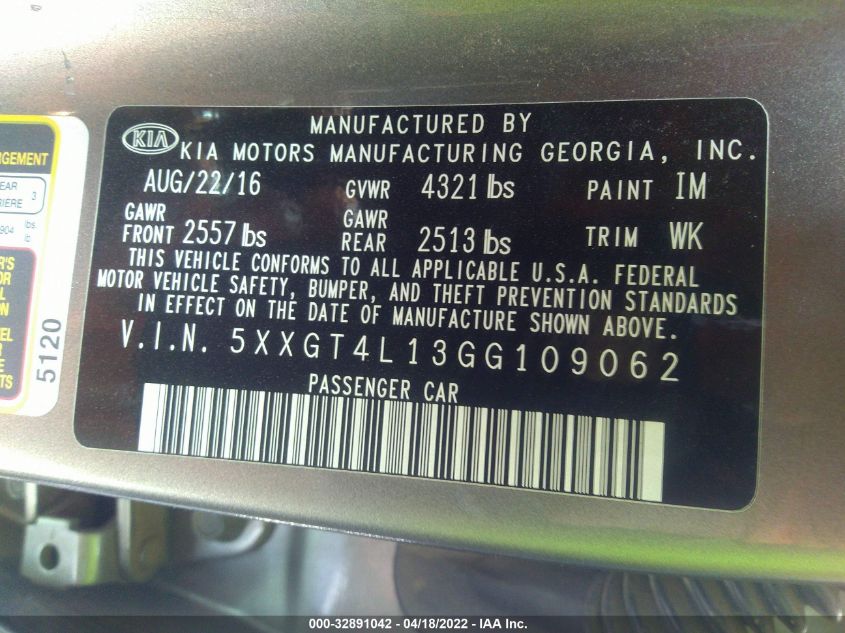 KIA
MANUFACTURED BY
KIA MOTORS MANUFACTURING GEORGIA, INC.
AUG/22/16 GVWR 4321 lbs PAINT IM
GAWR FRONT 2557 lbs GAWR REAR 2513 lbs TRIM WK
THIS VEHICLE CONFORMS TO ALL APPLICABLE U.S.A. FEDERAL
MOTOR VEHICLE SAFETY, BUMPER, AND THEFT PREVENTION STANDARDS
IN EFFECT ON THE DATE OF MANUFACTURE SHOWN ABOVE.
V.I.N. 5XXGT4L13GG109062
PASSENGER CAR
3
lbs
5120
000-32891042 - 04/18/2022 - IAA Inc.